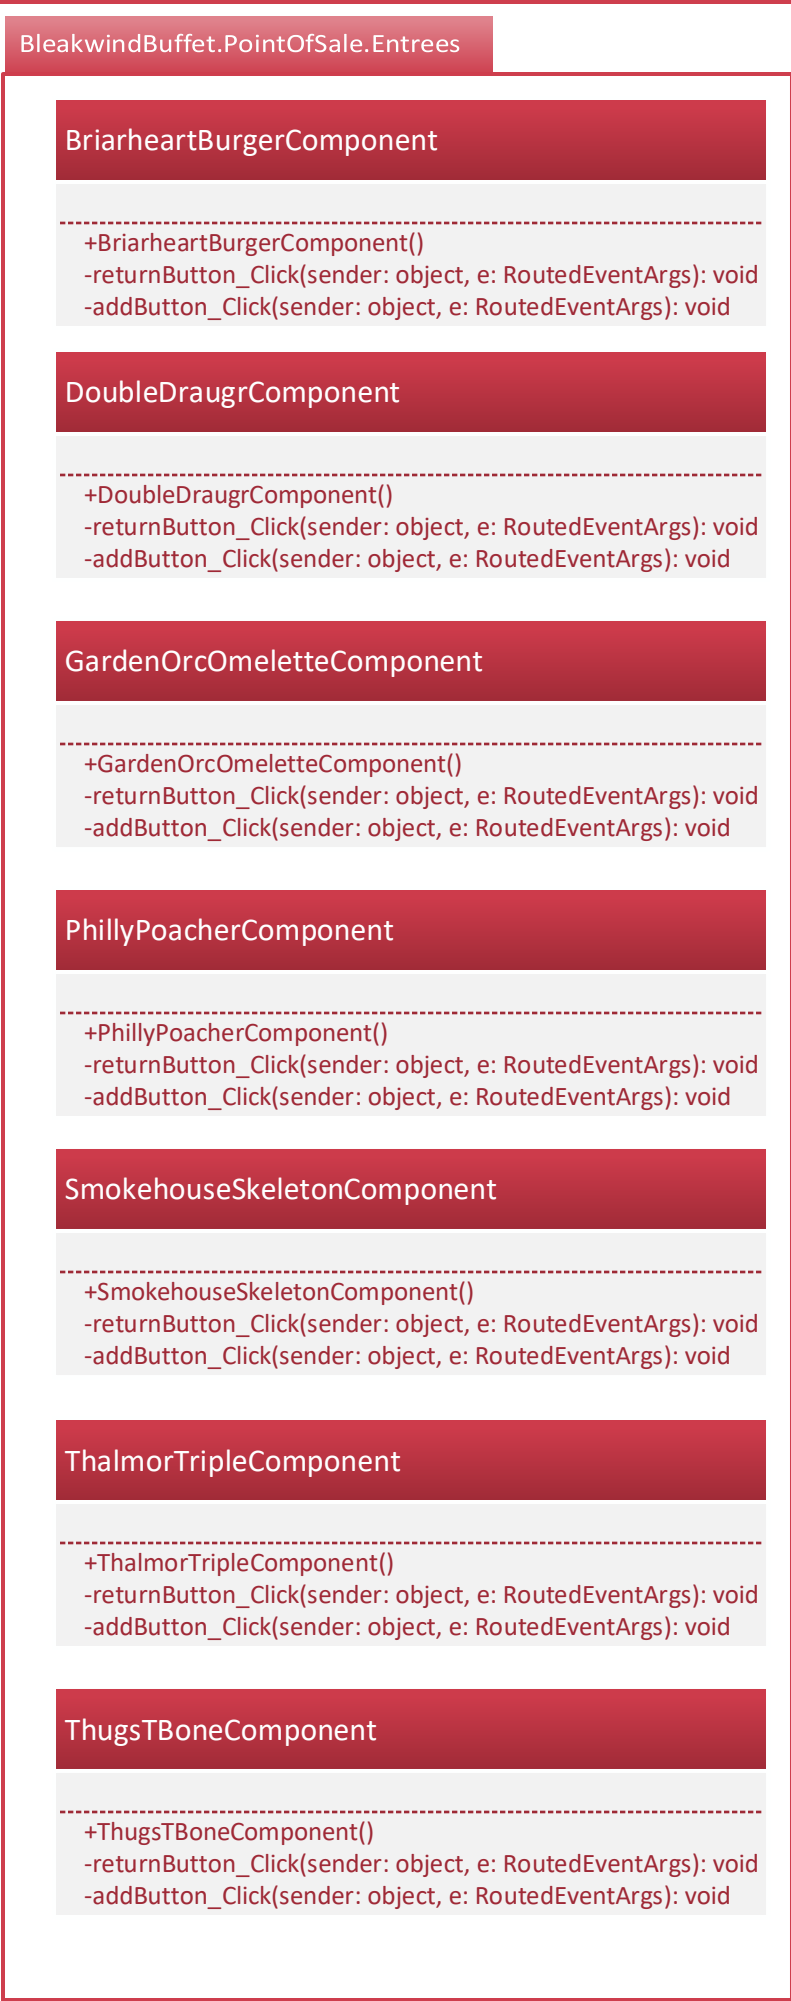 BleakwindBuffet.PointOfSale.Entrees
BriarheartBurgerComponent
+BriarheartBurgerComponent()
-returnButton_Click(sender: object, e: RoutedEventArgs): void
-addButton_Click(sender: object, e: RoutedEventArgs): void
DoubleDraugrComponent
+DoubleDraugrComponent()
-returnButton_Click(sender: object, e: RoutedEventArgs): void
-addButton_Click(sender: object, e: RoutedEventArgs): void
GardenOrcOmeletteComponent
+GardenOrcOmeletteComponent()
-returnButton_Click(sender: object, e: RoutedEventArgs): void
-addButton_Click(sender: object, e: RoutedEventArgs): void
PhillyPoacherComponent
+PhillyPoacherComponent()
-returnButton_Click(sender: object, e: RoutedEventArgs): void
-addButton_Click(sender: object, e: RoutedEventArgs): void
SmokehouseSkeletonComponent
+SmokehouseSkeletonComponent()
-returnButton_Click(sender: object, e: RoutedEventArgs): void
-addButton_Click(sender: object, e: RoutedEventArgs): void
ThalmorTripleComponent
+ThalmorTripleComponent()
-returnButton_Click(sender: object, e: RoutedEventArgs): void
-addButton_Click(sender: object, e: RoutedEventArgs): void
ThugsTBoneComponent
+ThugsTBoneComponent()
-returnButton_Click(sender: object, e: RoutedEventArgs): void
-addButton_Click(sender: object, e: RoutedEventArgs): void